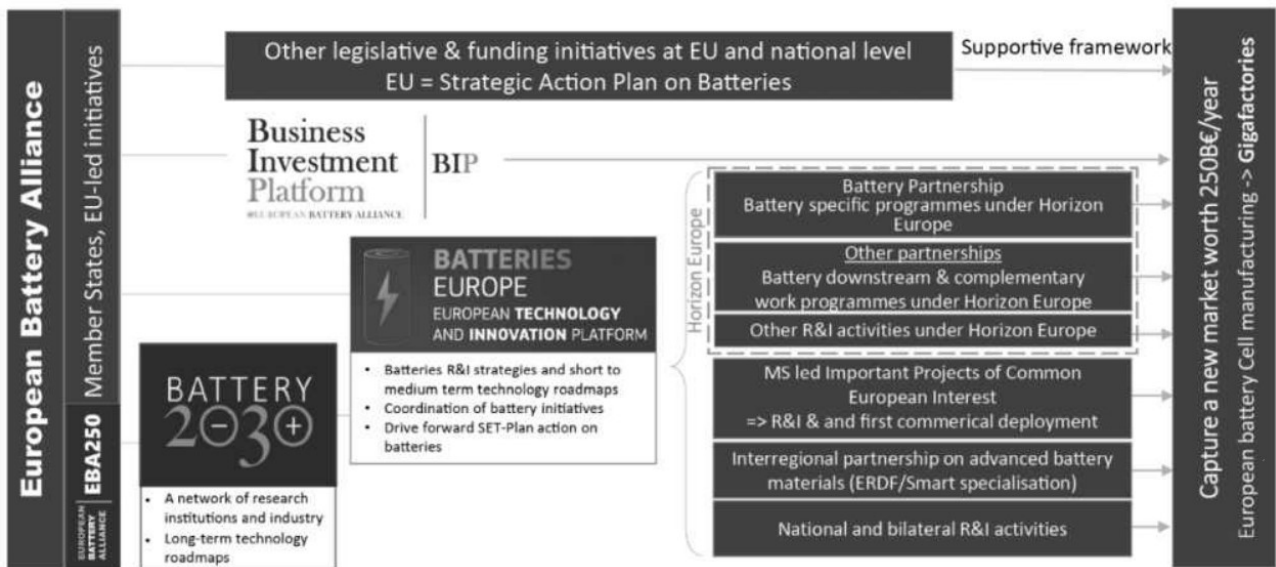 European Battery Alliance
EUROPEAN
BATTERY
ALLIANCE
EBA250 Member States, EU-led initiatives
Other legislative & funding initiatives at EU and national level
EU = Strategic Action Plan on Batteries
Supportive framework
Business
Investment
Platform
BIP
EUROPEAN BATTERY ALLIANCE
BATTERIES
EUROPE
EUROPEAN TECHNOLOGY
AND INNOVATION PLATFORM
• Batteries R&I strategies and short to
medium term technology roadmaps
• Coordination of battery initiatives
• Drive forward SET-Plan action on
batteries
BATTERY
2030
• A network of research
institutions and industry
• Long-term technology
roadmaps
Horizon Europe
Battery Partnership
Battery specific programmes under Horizon
Europe
Other partnerships
Battery downstream & complementary
work programmes under Horizon Europe
Other R&I activities under Horizon Europe
MS led Important Projects of Common
European Interest
=> R&I & and first commerical deployment
Interregional partnership on advanced battery
materials (ERDF/Smart specialisation)
National and bilateral R&I activities
Capture a new market worth 250B€/year
European battery Cell manufacturing -> Gigafactories